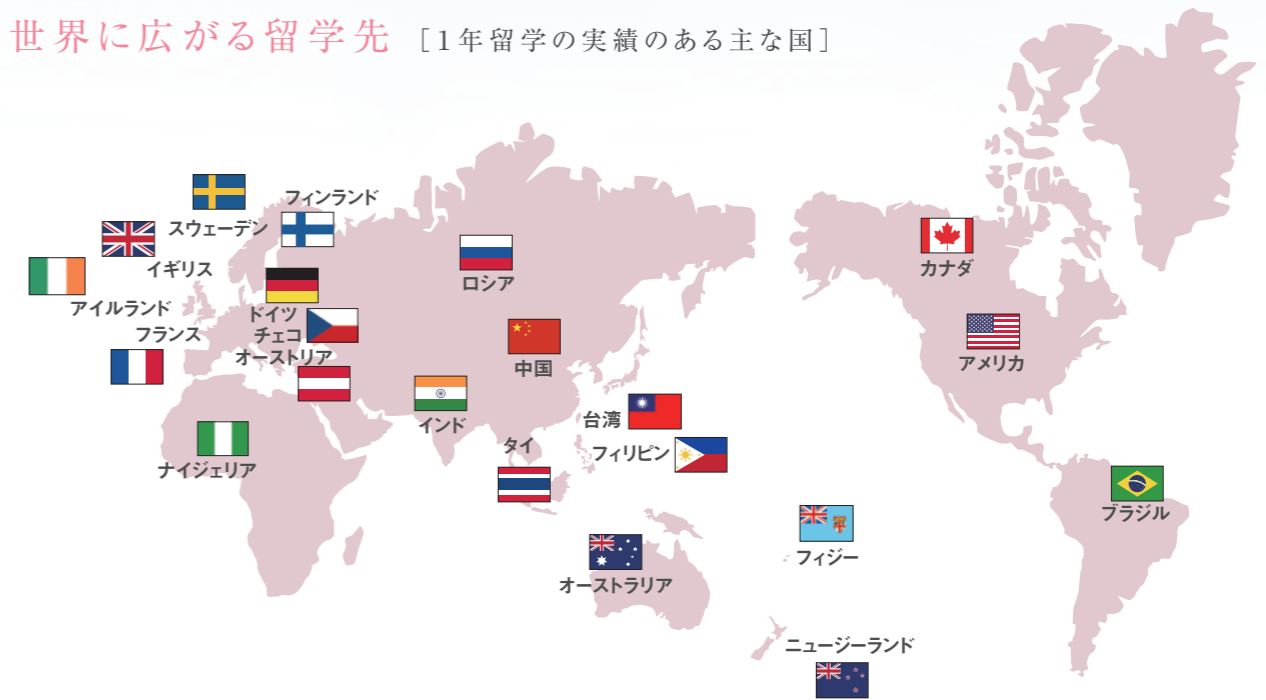 世界に広がる留学先 [1年留学の実績のある主な国]
スウェーデン
フィンランド
イギリス
アイルランド
フランス
ドイツ
チェコ
オーストリア
ナイジェリア
ロシア
中国
インド
タイ
台湾
フィリピン
オーストラリア
フィジー
ニュージーランド
カナダ
アメリカ
ブラジル